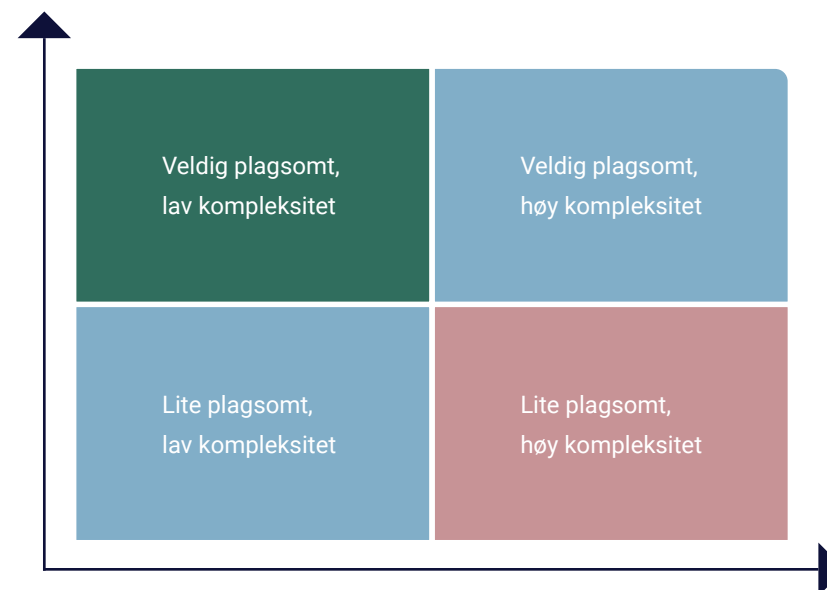 Veldig plagsomt,
lav kompleksitet
Veldig plagsomt,
høy kompleksitet
Lite plagsomt,
lav kompleksitet
Lite plagsomt,
høy kompleksitet